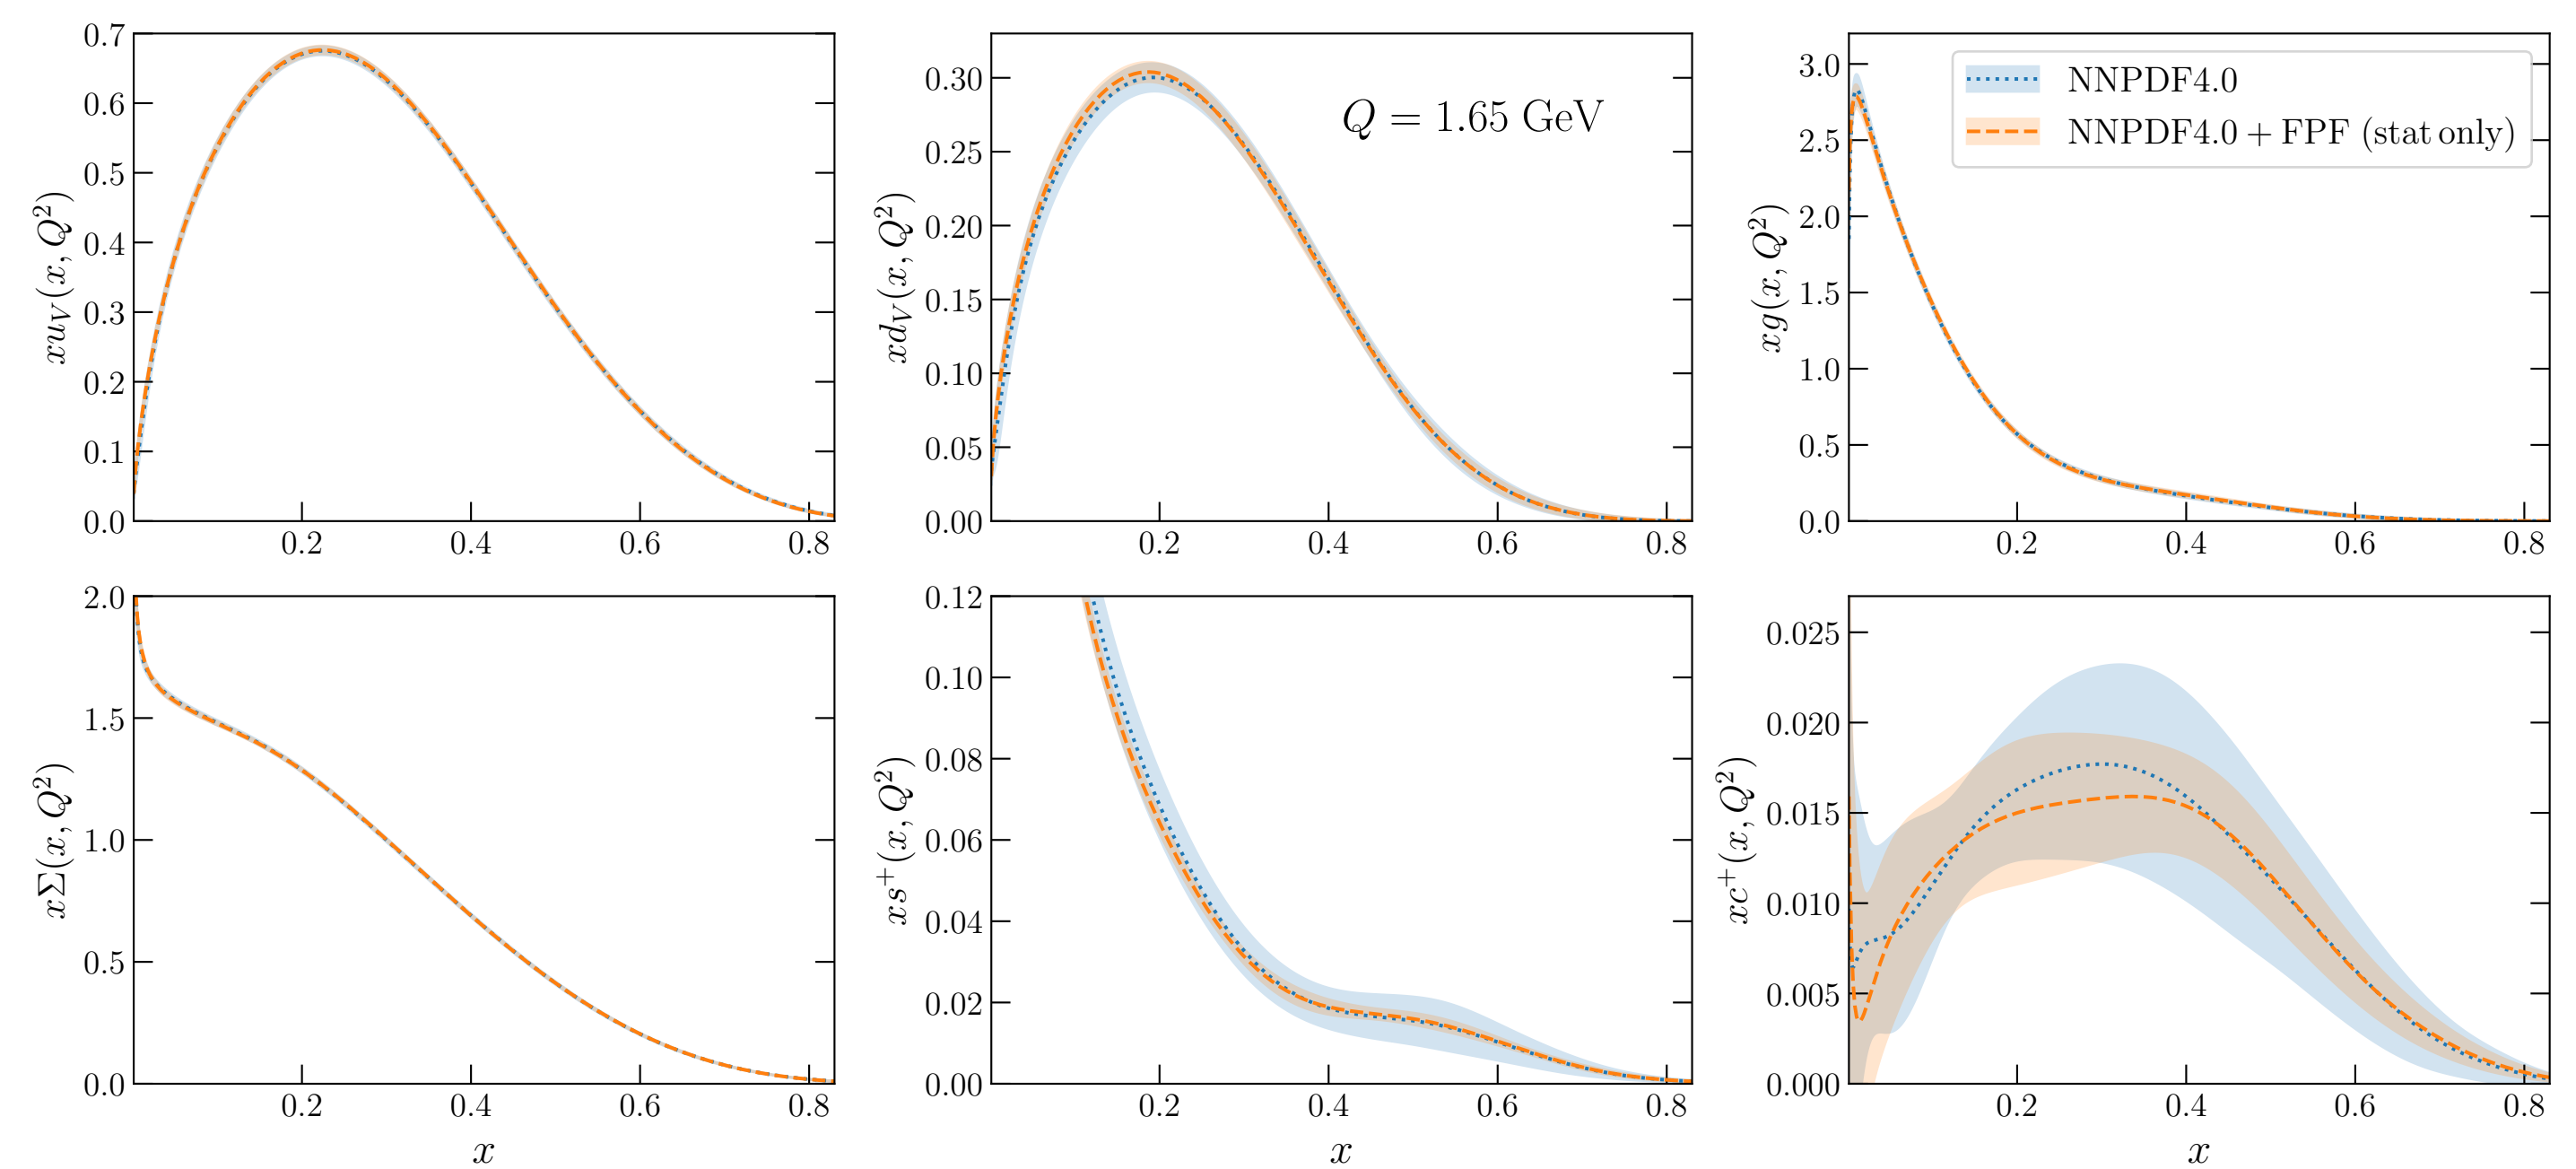 0.7
0.6
0.5
0.4
0.3
0.2
0.1
0.0
xu_V(x, Q²)
0.2 0.4 0.6 0.8
0.30
0.25
0.20
0.15
0.10
0.05
0.00
xd_V(x, Q²)
Q = 1.65 GeV
0.2 0.4 0.6 0.8
3.0
2.5
2.0
1.5
1.0
0.5
0.0
xg(x, Q²)
NNPDF4.0
NNPDF4.0 + FPF (stat only)
0.2 0.4 0.6 0.8
2.0
1.5
1.0
0.5
0.0
xΣ(x, Q²)
0.2 0.4 0.6 0.8
x
0.12
0.10
0.08
0.06
0.04
0.02
0.00
xs⁺(x, Q²)
0.2 0.4 0.6 0.8
x
0.025
0.020
0.015
0.010
0.005
0.000
xc⁺(x, Q²)
0.2 0.4 0.6 0.8
x